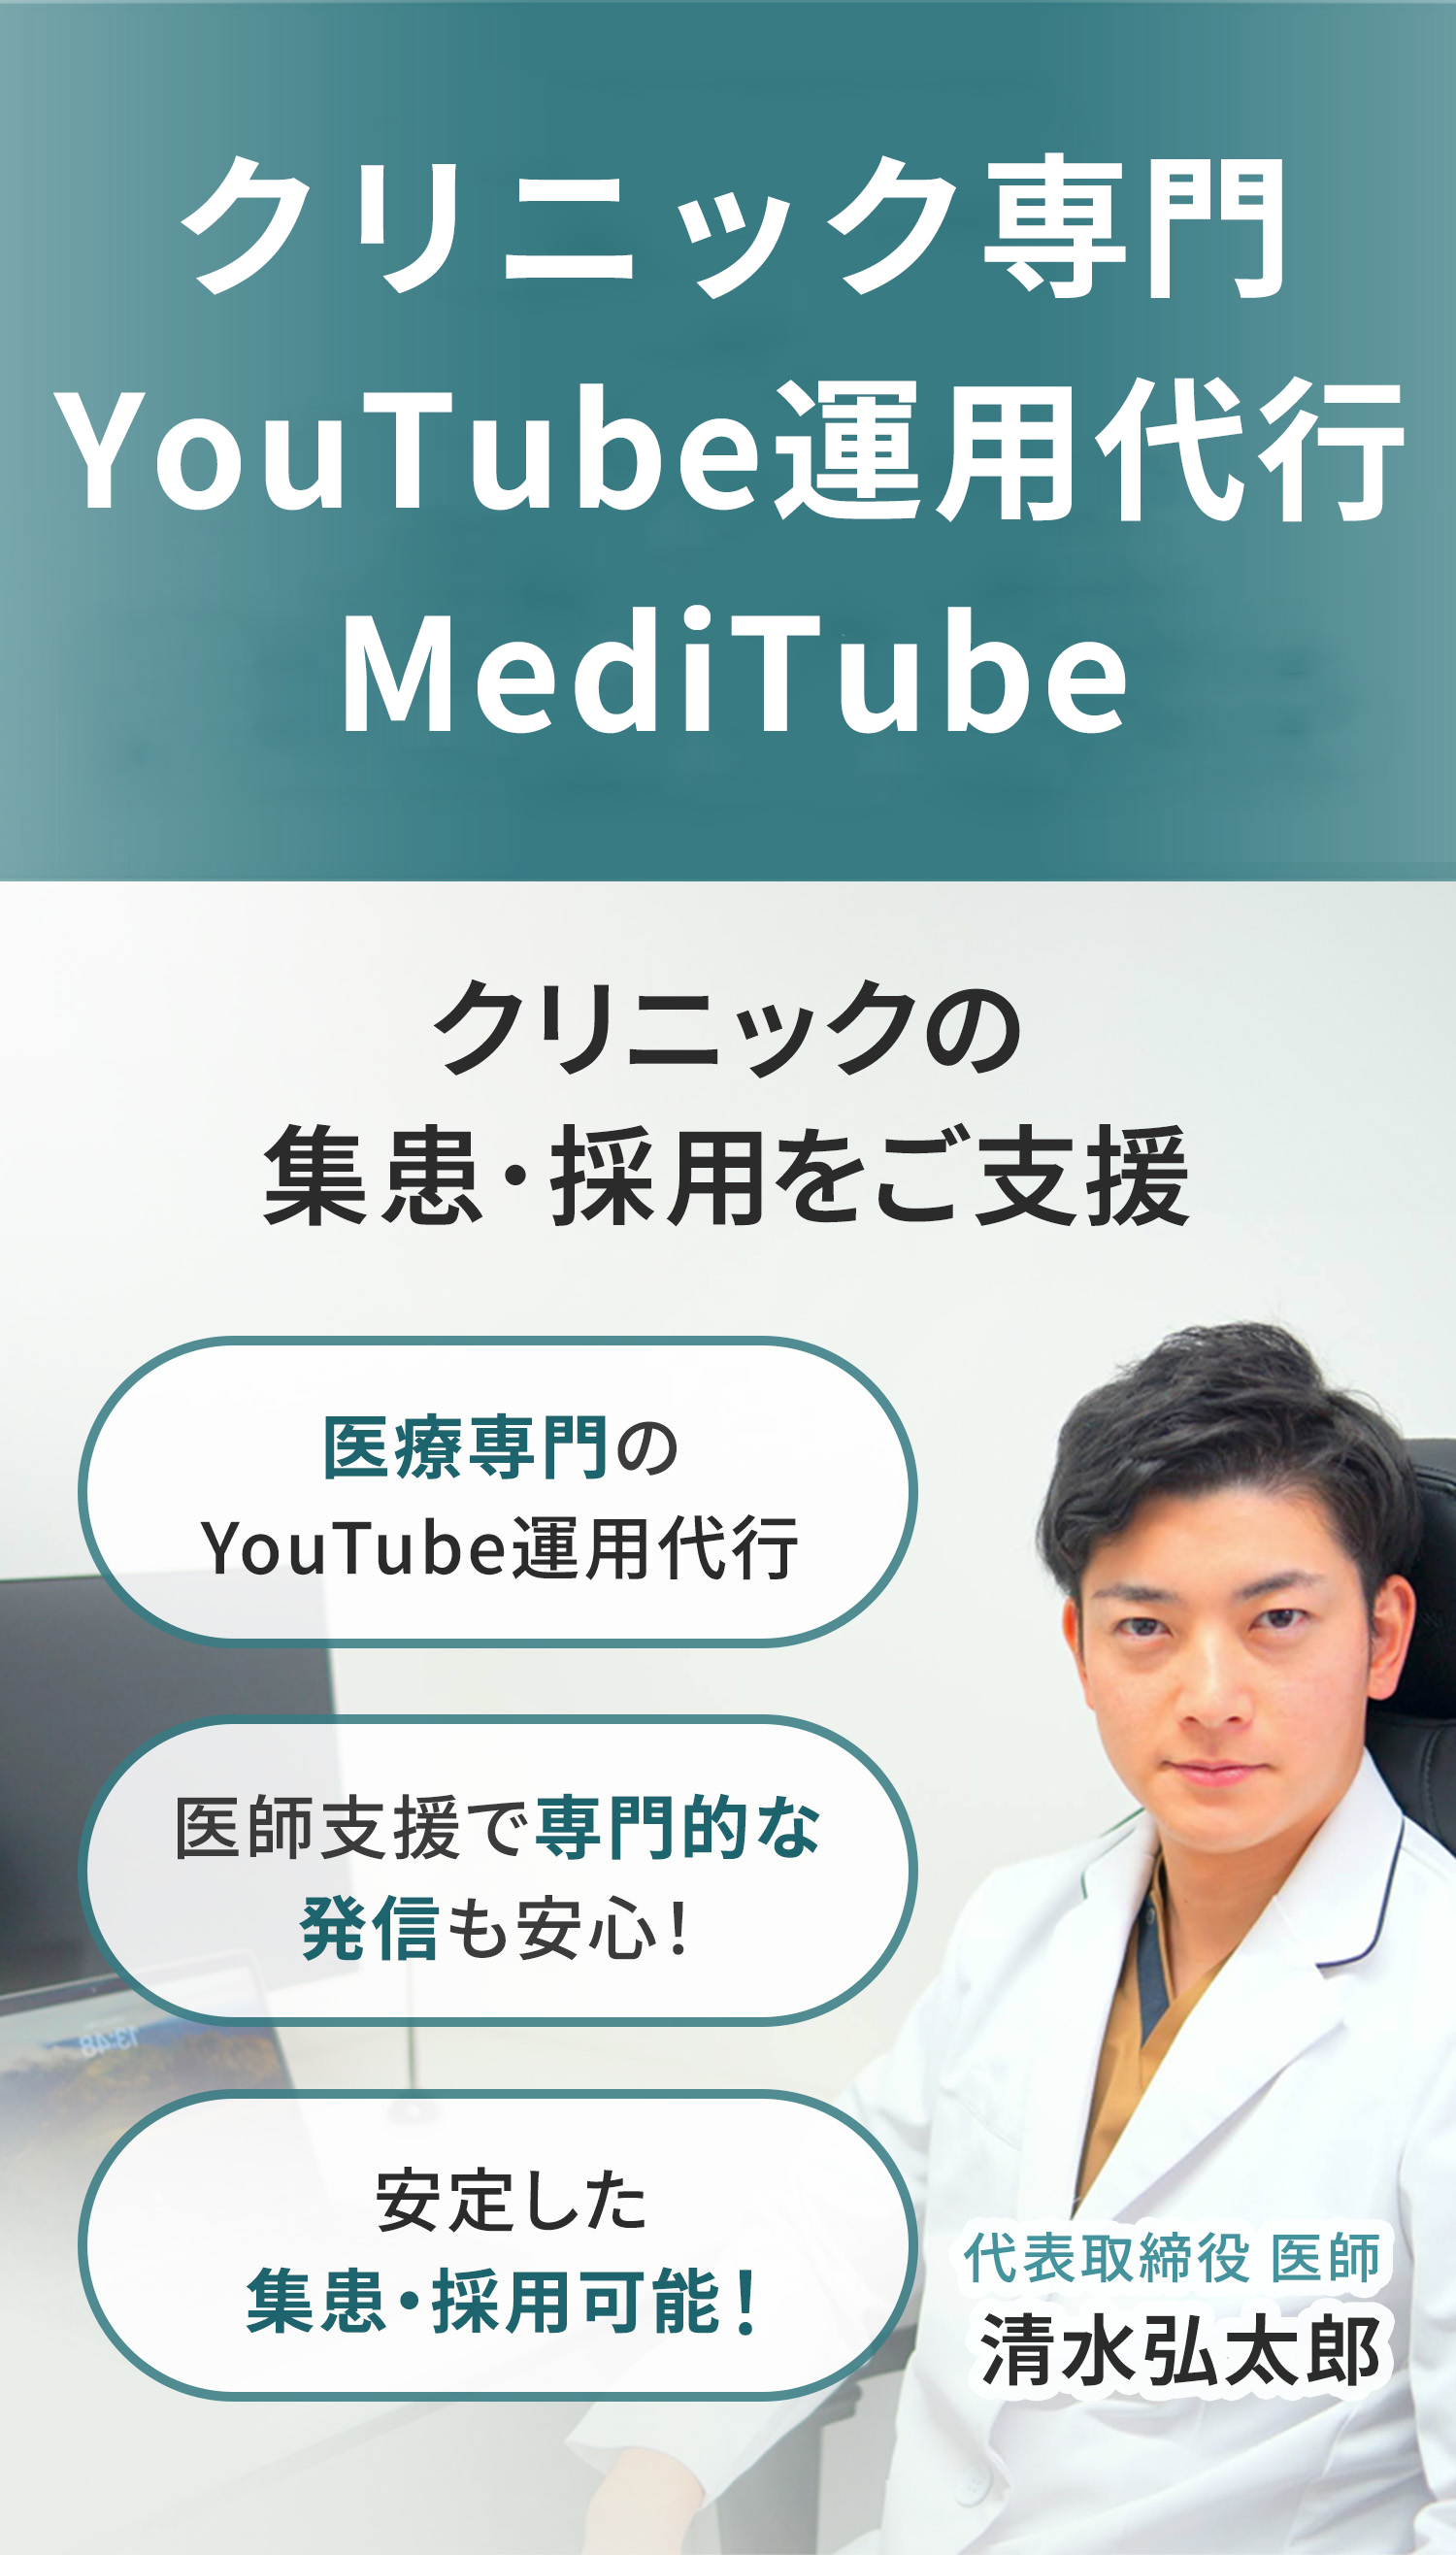 クリニック専門
YouTube運用代行
MediTube
クリニックの
集患・採用をご支援
医療専門の
YouTube運用代行
医師支援で専門的な
発信も安心！
安定した
集患・採用可能！
代表取締役 医師
清水弘太郎
13:48